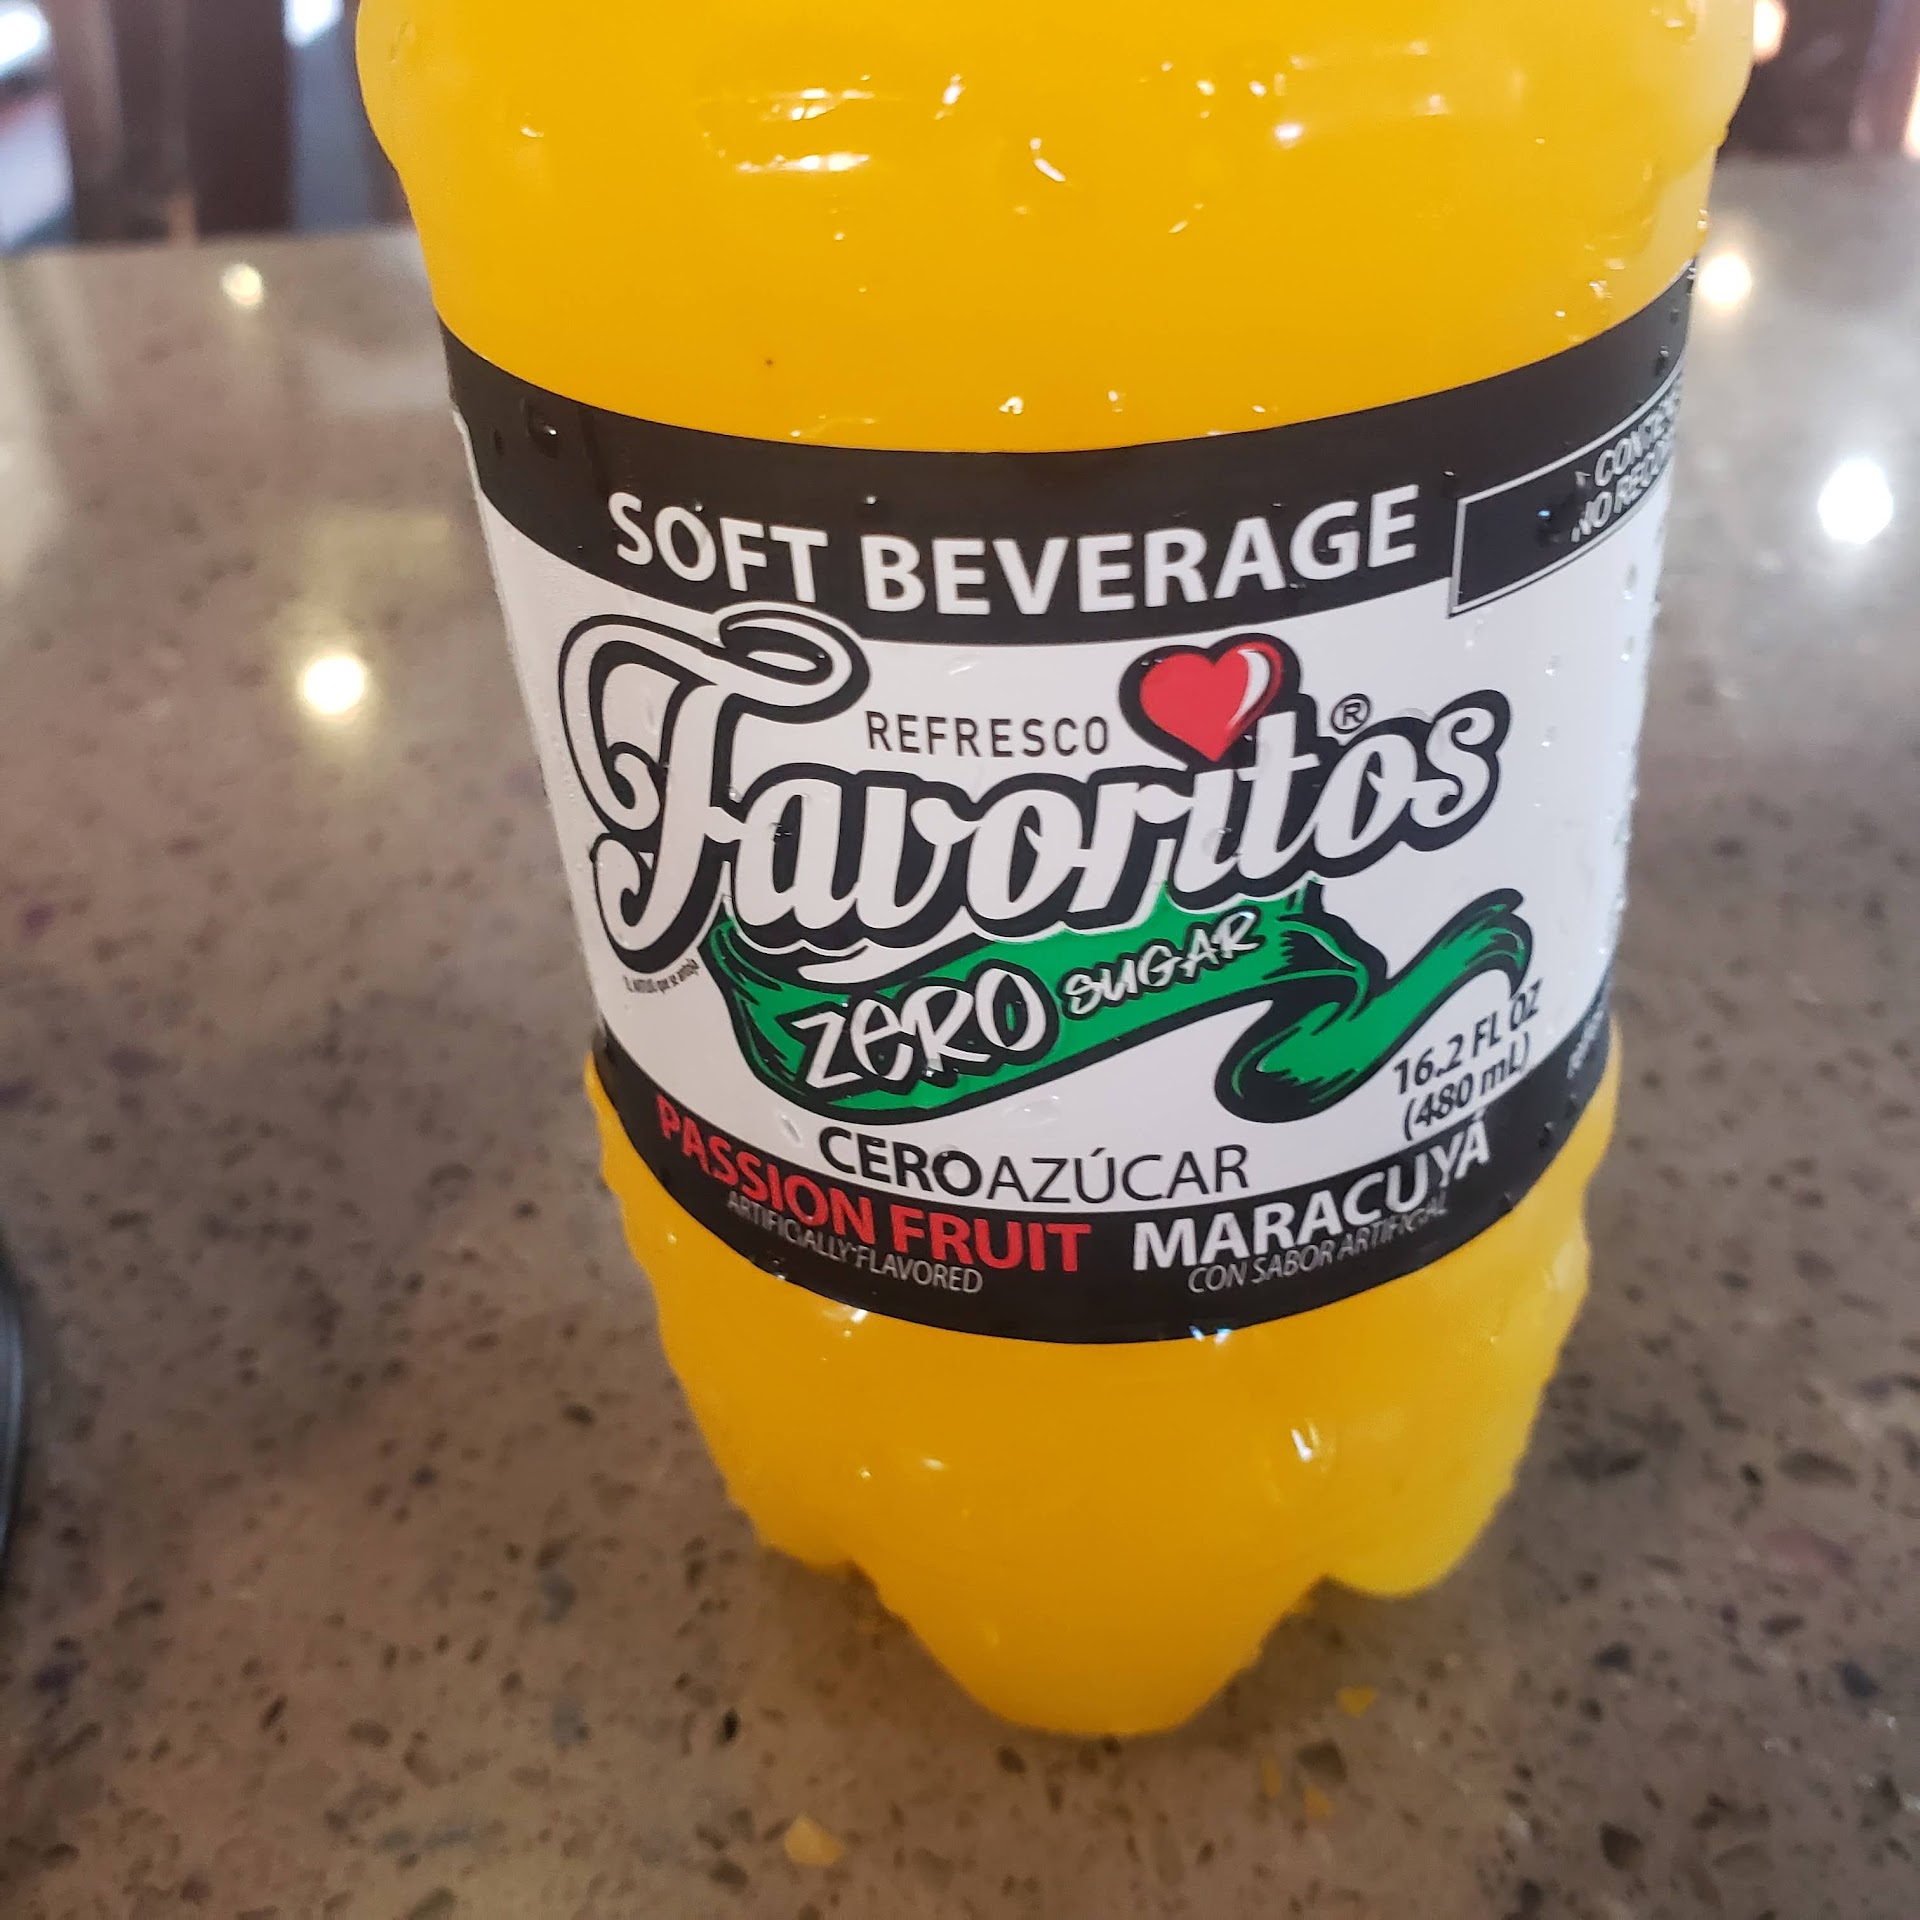 SOFT BEVERAGE
NO
REFRESCO
Favoritos®
ZERO SUGAR
16.2 FL OZ
(480 mL)
CEROAZÚCAR
PASSION FRUIT MARACUYÁ
ARTIFICIALLY FLAVORED CON SABOR ARTIFICIAL